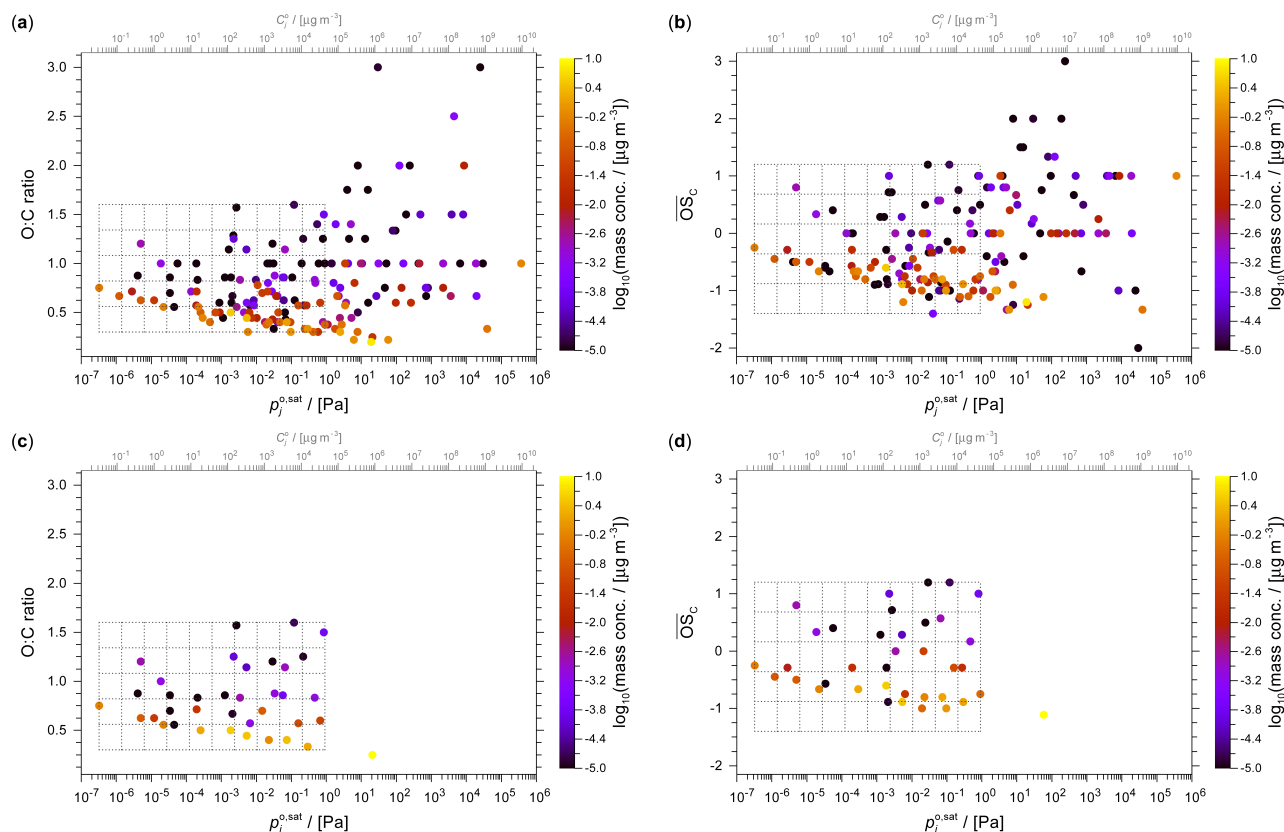 (a)
C_j^o / [µg m⁻³]
10⁻¹ 10⁰ 10¹ 10² 10³ 10⁴ 10⁵ 10⁶ 10⁷ 10⁸ 10⁹ 10¹⁰
O:C ratio
3.0
2.5
2.0
1.5
1.0
0.5
10⁻⁷ 10⁻⁶ 10⁻⁵ 10⁻⁴ 10⁻³ 10⁻² 10⁻¹ 10⁰ 10¹ 10² 10³ 10⁴ 10⁵ 10⁶
p_j^{o,sat} / [Pa]
1.0
0.4
-0.2
-0.8
-1.4
-2.0
-2.6
-3.2
-3.8
-4.4
-5.0
log₁₀(mass conc. / [µg m⁻³])
(b)
C_j^o / [µg m⁻³]
10⁻¹ 10⁰ 10¹ 10² 10³ 10⁴ 10⁵ 10⁶ 10⁷ 10⁸ 10⁹ 10¹⁰
O̅S̅_C
3
2
1
0
-1
-2
10⁻⁷ 10⁻⁶ 10⁻⁵ 10⁻⁴ 10⁻³ 10⁻² 10⁻¹ 10⁰ 10¹ 10² 10³ 10⁴ 10⁵ 10⁶
p_j^{o,sat} / [Pa]
1.0
0.4
-0.2
-0.8
-1.4
-2.0
-2.6
-3.2
-3.8
-4.4
-5.0
log₁₀(mass conc. / [µg m⁻³])
(c)
C_j^o / [µg m⁻³]
10⁻¹ 10⁰ 10¹ 10² 10³ 10⁴ 10⁵ 10⁶ 10⁷ 10⁸ 10⁹ 10¹⁰
O:C ratio
3.0
2.5
2.0
1.5
1.0
0.5
10⁻⁷ 10⁻⁶ 10⁻⁵ 10⁻⁴ 10⁻³ 10⁻² 10⁻¹ 10⁰ 10¹ 10² 10³ 10⁴ 10⁵ 10⁶
p_j^{o,sat} / [Pa]
1.0
0.4
-0.2
-0.8
-1.4
-2.0
-2.6
-3.2
-3.8
-4.4
-5.0
log₁₀(mass conc. / [µg m⁻³])
(d)
C_j^o / [µg m⁻³]
10⁻¹ 10⁰ 10¹ 10² 10³ 10⁴ 10⁵ 10⁶ 10⁷ 10⁸ 10⁹ 10¹⁰
O̅S̅_C
3
2
1
0
-1
-2
10⁻⁷ 10⁻⁶ 10⁻⁵ 10⁻⁴ 10⁻³ 10⁻² 10⁻¹ 10⁰ 10¹ 10² 10³ 10⁴ 10⁵ 10⁶
p_j^{o,sat} / [Pa]
1.0
0.4
-0.2
-0.8
-1.4
-2.0
-2.6
-3.2
-3.8
-4.4
-5.0
log₁₀(mass conc. / [µg m⁻³])